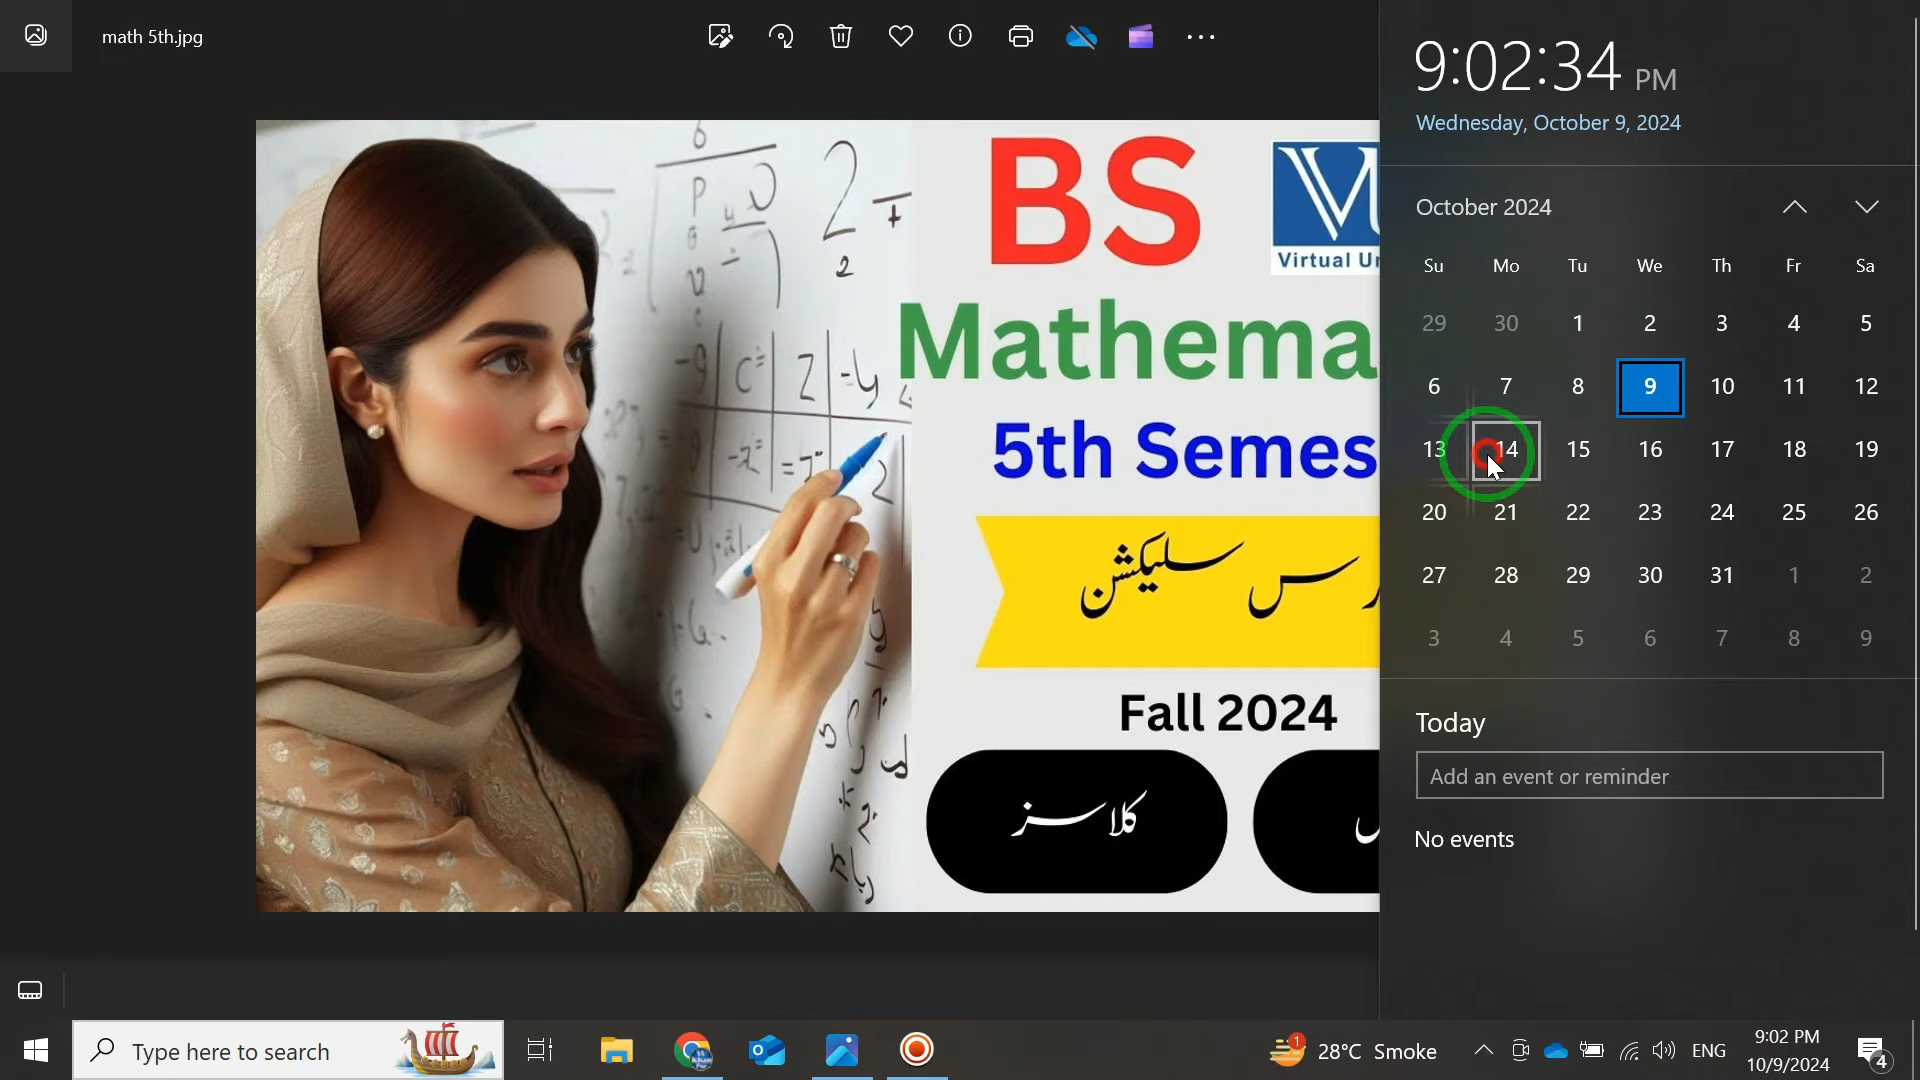 math 5th.jpg
BS
Virtual Un
Mathema
5th Semes
سلیکشن
Fall 2024
کلاسز
9:02:34 PM
Wednesday, October 9, 2024
October 2024
Su Mo Tu We Th Fr Sa
29 30 1 2 3 4 5
6 7 8 9 10 11 12
13 14 15 16 17 18 19
20 21 22 23 24 25 26
27 28 29 30 31 1 2
3 4 5 6 7 8 9
Today
Add an event or reminder
No events
Type here to search
1
28°C Smoke
ENG
9:02 PM
10/9/2024
4